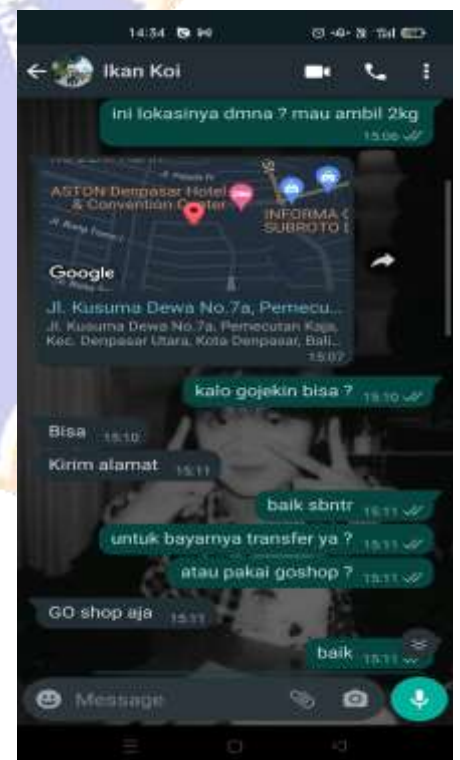 14:54
Ikan Koi
ini lokasinya dmna ? mau ambil 2kg
15:06
ASTON Denpasar Hotel
& Convention Center
INFORMA
SUBROTO
Google
Jl. Kusuma Dewa No.7a, Pemecu...
Jl. Kusuma Dewa No.7a, Pemecutan Kaja,
Kec. Denpasar Utara, Kota Denpasar, Bali...
15:07
kalo gojekin bisa ?
15:10
Bisa
15:10
Kirim alamat
15:11
baik sbntr
15:11
untuk bayarnya transfer ya ?
15:11
atau pakai goshop ?
15:11
GO shop aja
15:11
baik
15:11
Message